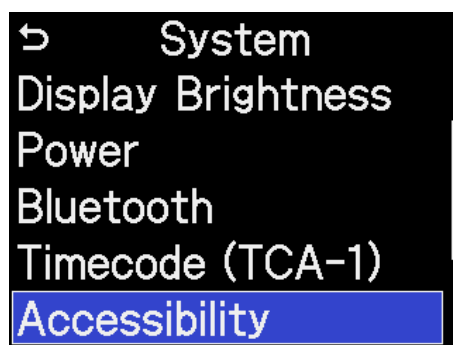 System
Display Brightness
Power
Bluetooth
Timecode (TCA-1)
Accessibility